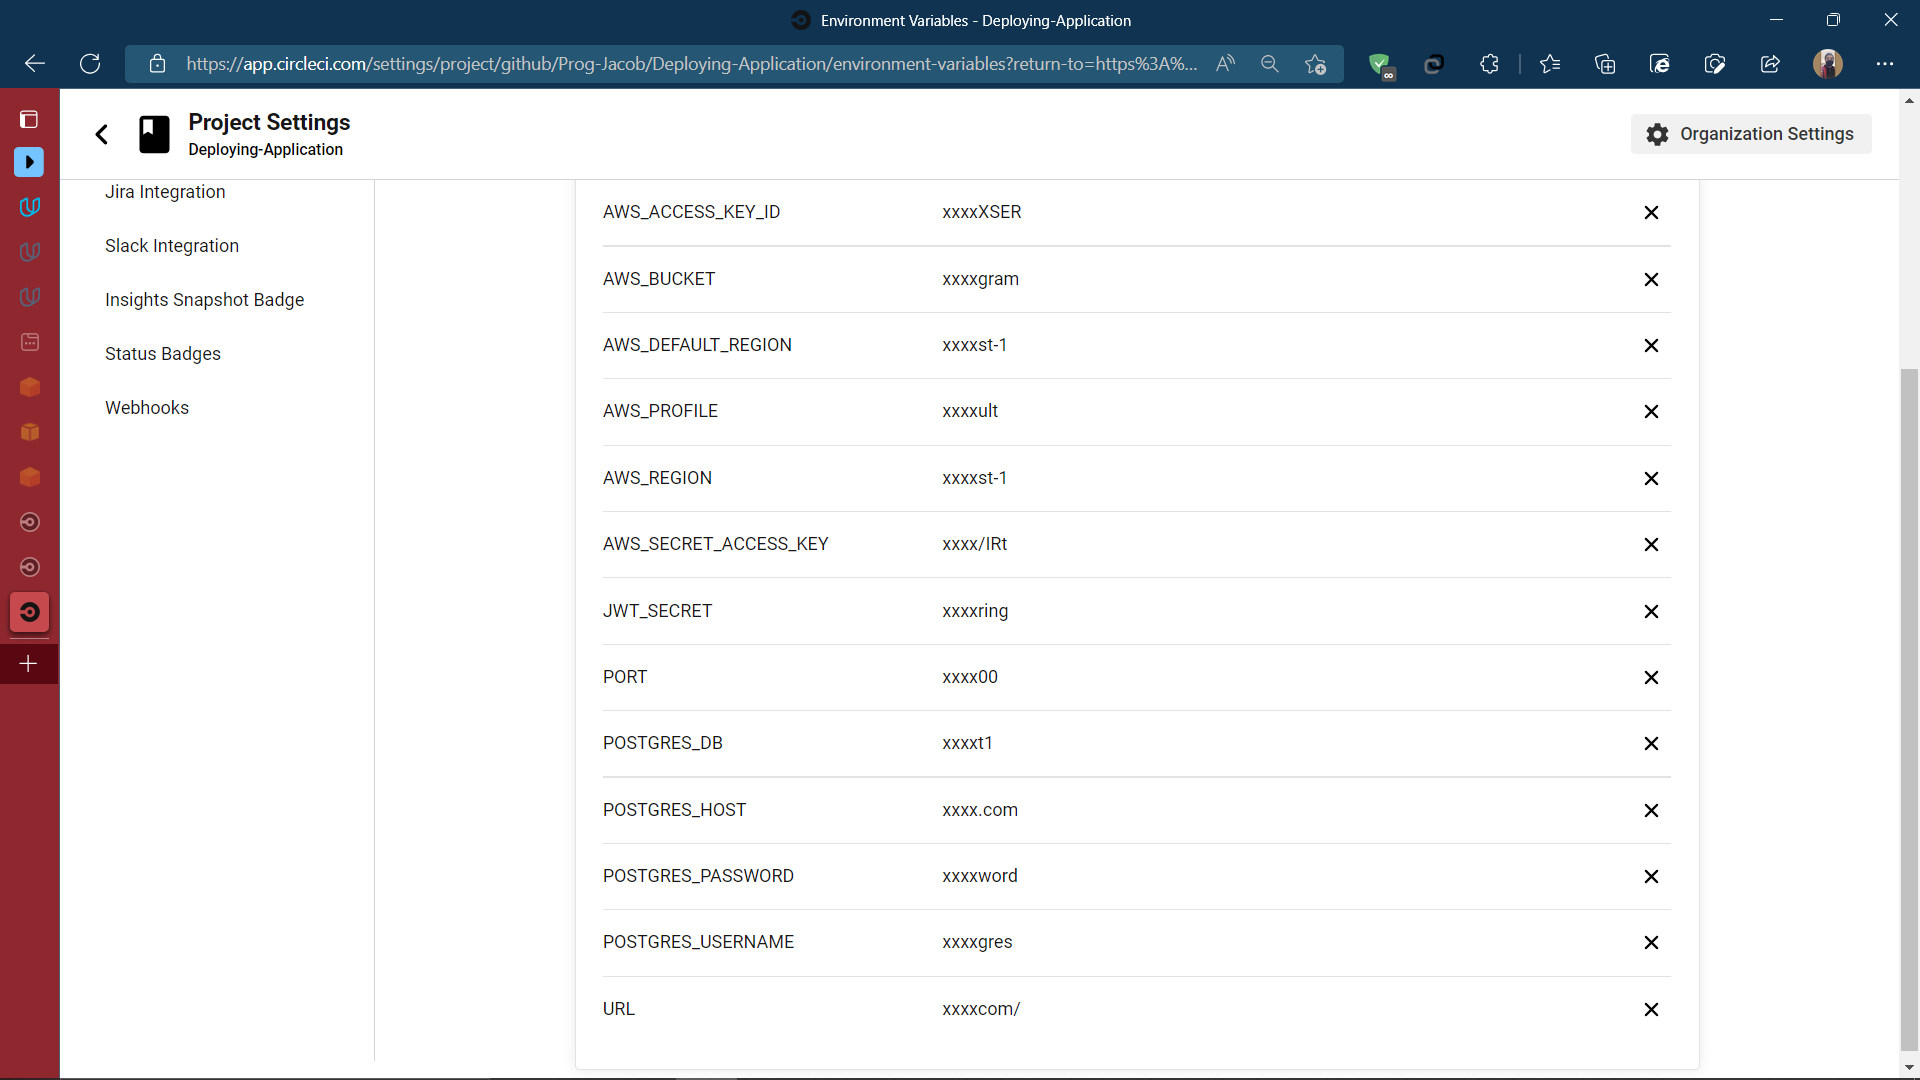 Environment Variables - Deploying-Application
https://app.circleci.com/settings/project/github/Prog-Jacob/Deploying-Application/environment-variables?return-to=https%3A%...
Project Settings
Deploying-Application
Organization Settings
Jira Integration
Slack Integration
Insights Snapshot Badge
Status Badges
Webhooks
AWS_ACCESS_KEY_ID xxxxXSER
AWS_BUCKET xxxxgram
AWS_DEFAULT_REGION xxxxst-1
AWS_PROFILE xxxxult
AWS_REGION xxxxst-1
AWS_SECRET_ACCESS_KEY xxxx/IRt
JWT_SECRET xxxxring
PORT xxxx00
POSTGRES_DB xxxxt1
POSTGRES_HOST xxxx.com
POSTGRES_PASSWORD xxxxword
POSTGRES_USERNAME xxxxgres
URL xxxxcom/